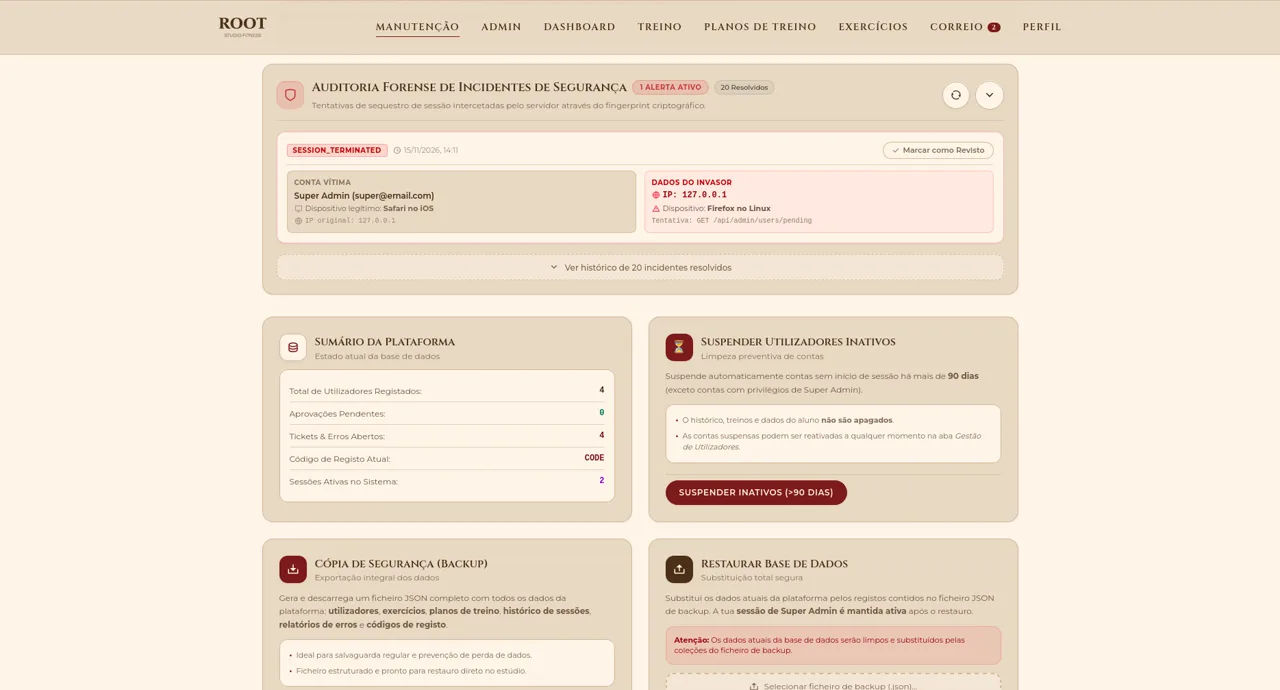 ROOT
STUDIO FITNESS
MANUTENÇÃO ADMIN DASHBOARD TREINO PLANOS DE TREINO EXERCÍCIOS CORREIO 2 PERFIL
Auditoria Forense de Incidentes de Segurança 1 ALERTA ATIVO 20 Resolvidos
Tentativas de sequestro de sessão intercetadas pelo servidor através do fingerprint criptográfico.
SESSION_TERMINATED 15/11/2026, 14:11 Marcar como Revisto
CONTA VÍTIMA
Super Admin (super@email.com)
Dispositivo legítimo: Safari no iOS
IP original: 127.0.0.1
DADOS DO INVASOR
IP: 127.0.0.1
Dispositivo: Firefox no Linux
Tentativa: GET /api/admin/users/pending
Ver histórico de 20 incidentes resolvidos
Sumário da Plataforma
Estado atual da base de dados
Total de Utilizadores Registados: 4
Aprovações Pendentes: 0
Tickets & Erros Abertos: 4
Código de Registo Atual: CODE
Sessões Ativas no Sistema: 2
Suspender Utilizadores Inativos
Limpeza preventiva de contas
Suspende automaticamente contas sem início de sessão há mais de 90 dias
(exceto contas com privilégios de Super Admin).
• O histórico, treinos e dados do aluno não são apagados.
• As contas suspensas podem ser reativadas a qualquer momento na aba Gestão
de Utilizadores.
SUSPENDER INATIVOS (>90 DIAS)
Cópia de Segurança (Backup)
Exportação integral dos dados
Gera e descarrega um ficheiro JSON completo com todos os dados da
plataforma: utilizadores, exercícios, planos de treino, histórico de sessões,
relatórios de erros e códigos de registo.
• Ideal para salvaguarda regular e prevenção de perda de dados.
• Ficheiro estruturado e pronto para restauro direto no estúdio.
Restaurar Base de Dados
Substituição total segura
Substitui os dados atuais da plataforma pelos registos contidos no ficheiro JSON
de backup. A tua sessão de Super Admin é mantida ativa após o restauro.
Atenção: Os dados atuais da base de dados serão limpos e substituídos pelas
coleções do ficheiro de backup.
Selecionar ficheiro de backup (.json)...